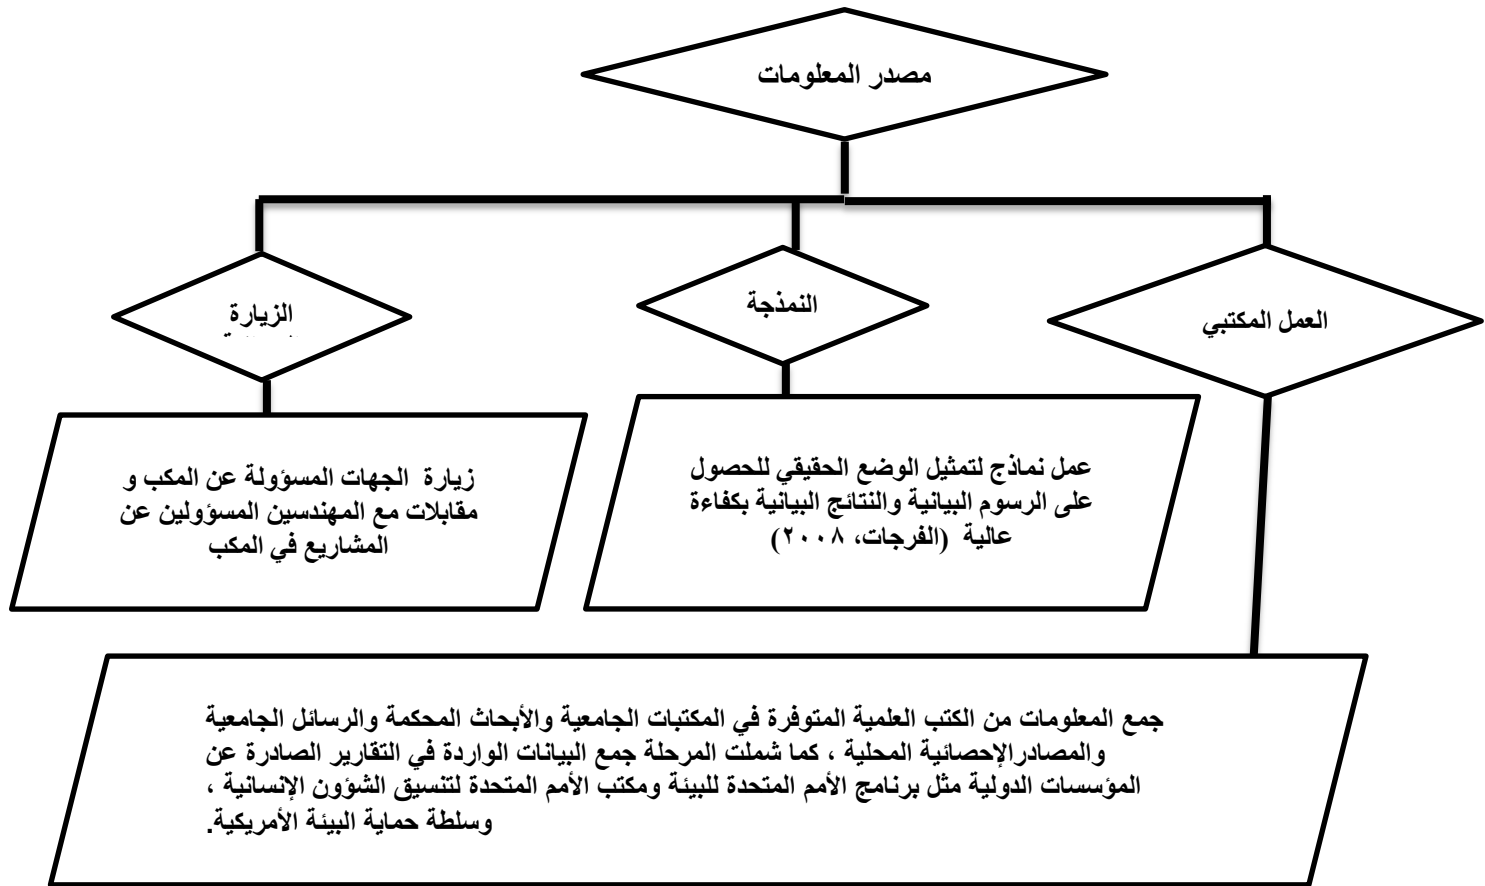 مصدر المعلومات
العمل المكتبي
النمذجة
الزيارة
عمل نماذج لتمثيل الوضع الحقيقي للحصول
على الرسوم البيانية والنتائج البيانية بكفاءة
عالية (الفرجات، ٢٠٠٨)
زيارة الجهات المسؤولة عن المكب و
مقابلات مع المهندسين المسؤولين عن
المشاريع في المكب
جمع المعلومات من الكتب العلمية المتوفرة في المكتبات الجامعية والأبحاث المحكمة والرسائل الجامعية
والمصادرالإحصائية المحلية ، كما شملت المرحلة جمع البيانات الواردة في التقارير الصادرة عن
المؤسسات الدولية مثل برنامج الأمم المتحدة للبيئة ومكتب الأمم المتحدة لتنسيق الشؤون الإنسانية ،
وسلطة حماية البيئة الأمريكية.